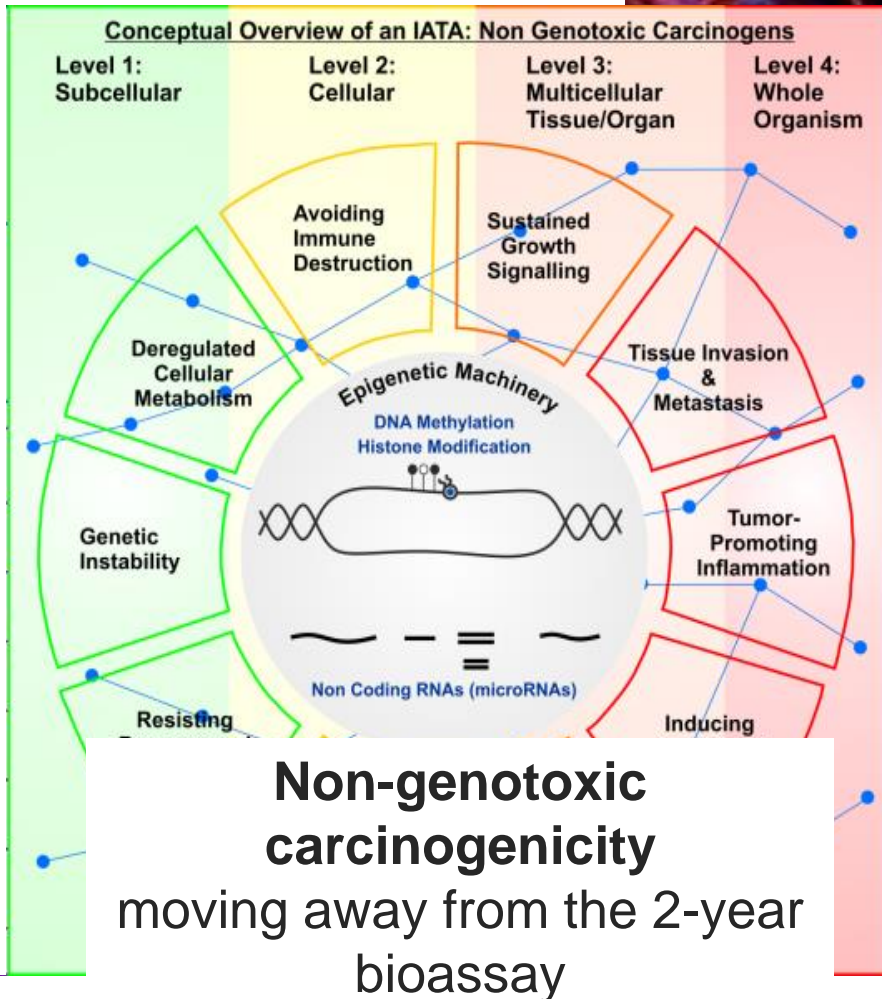 Conceptual Overview of an IATA: Non Genotoxic Carcinogens
Level 1:
Subcellular
Level 2:
Cellular
Level 3:
Multicellular
Tissue/Organ
Level 4:
Whole
Organism
Avoiding
Immune
Destruction
Sustained
Growth
Signalling
Deregulated
Cellular
Metabolism
Tissue Invasion
&
Metastasis
Epigenetic Machinery
DNA Methylation
Histone Modification
Genetic
Instability
Tumor-
Promoting
Inflammation
Non Coding RNAs (microRNAs)
Resisting
Inducing
Non-genotoxic
carcinogenicity
moving away from the 2-year
bioassay